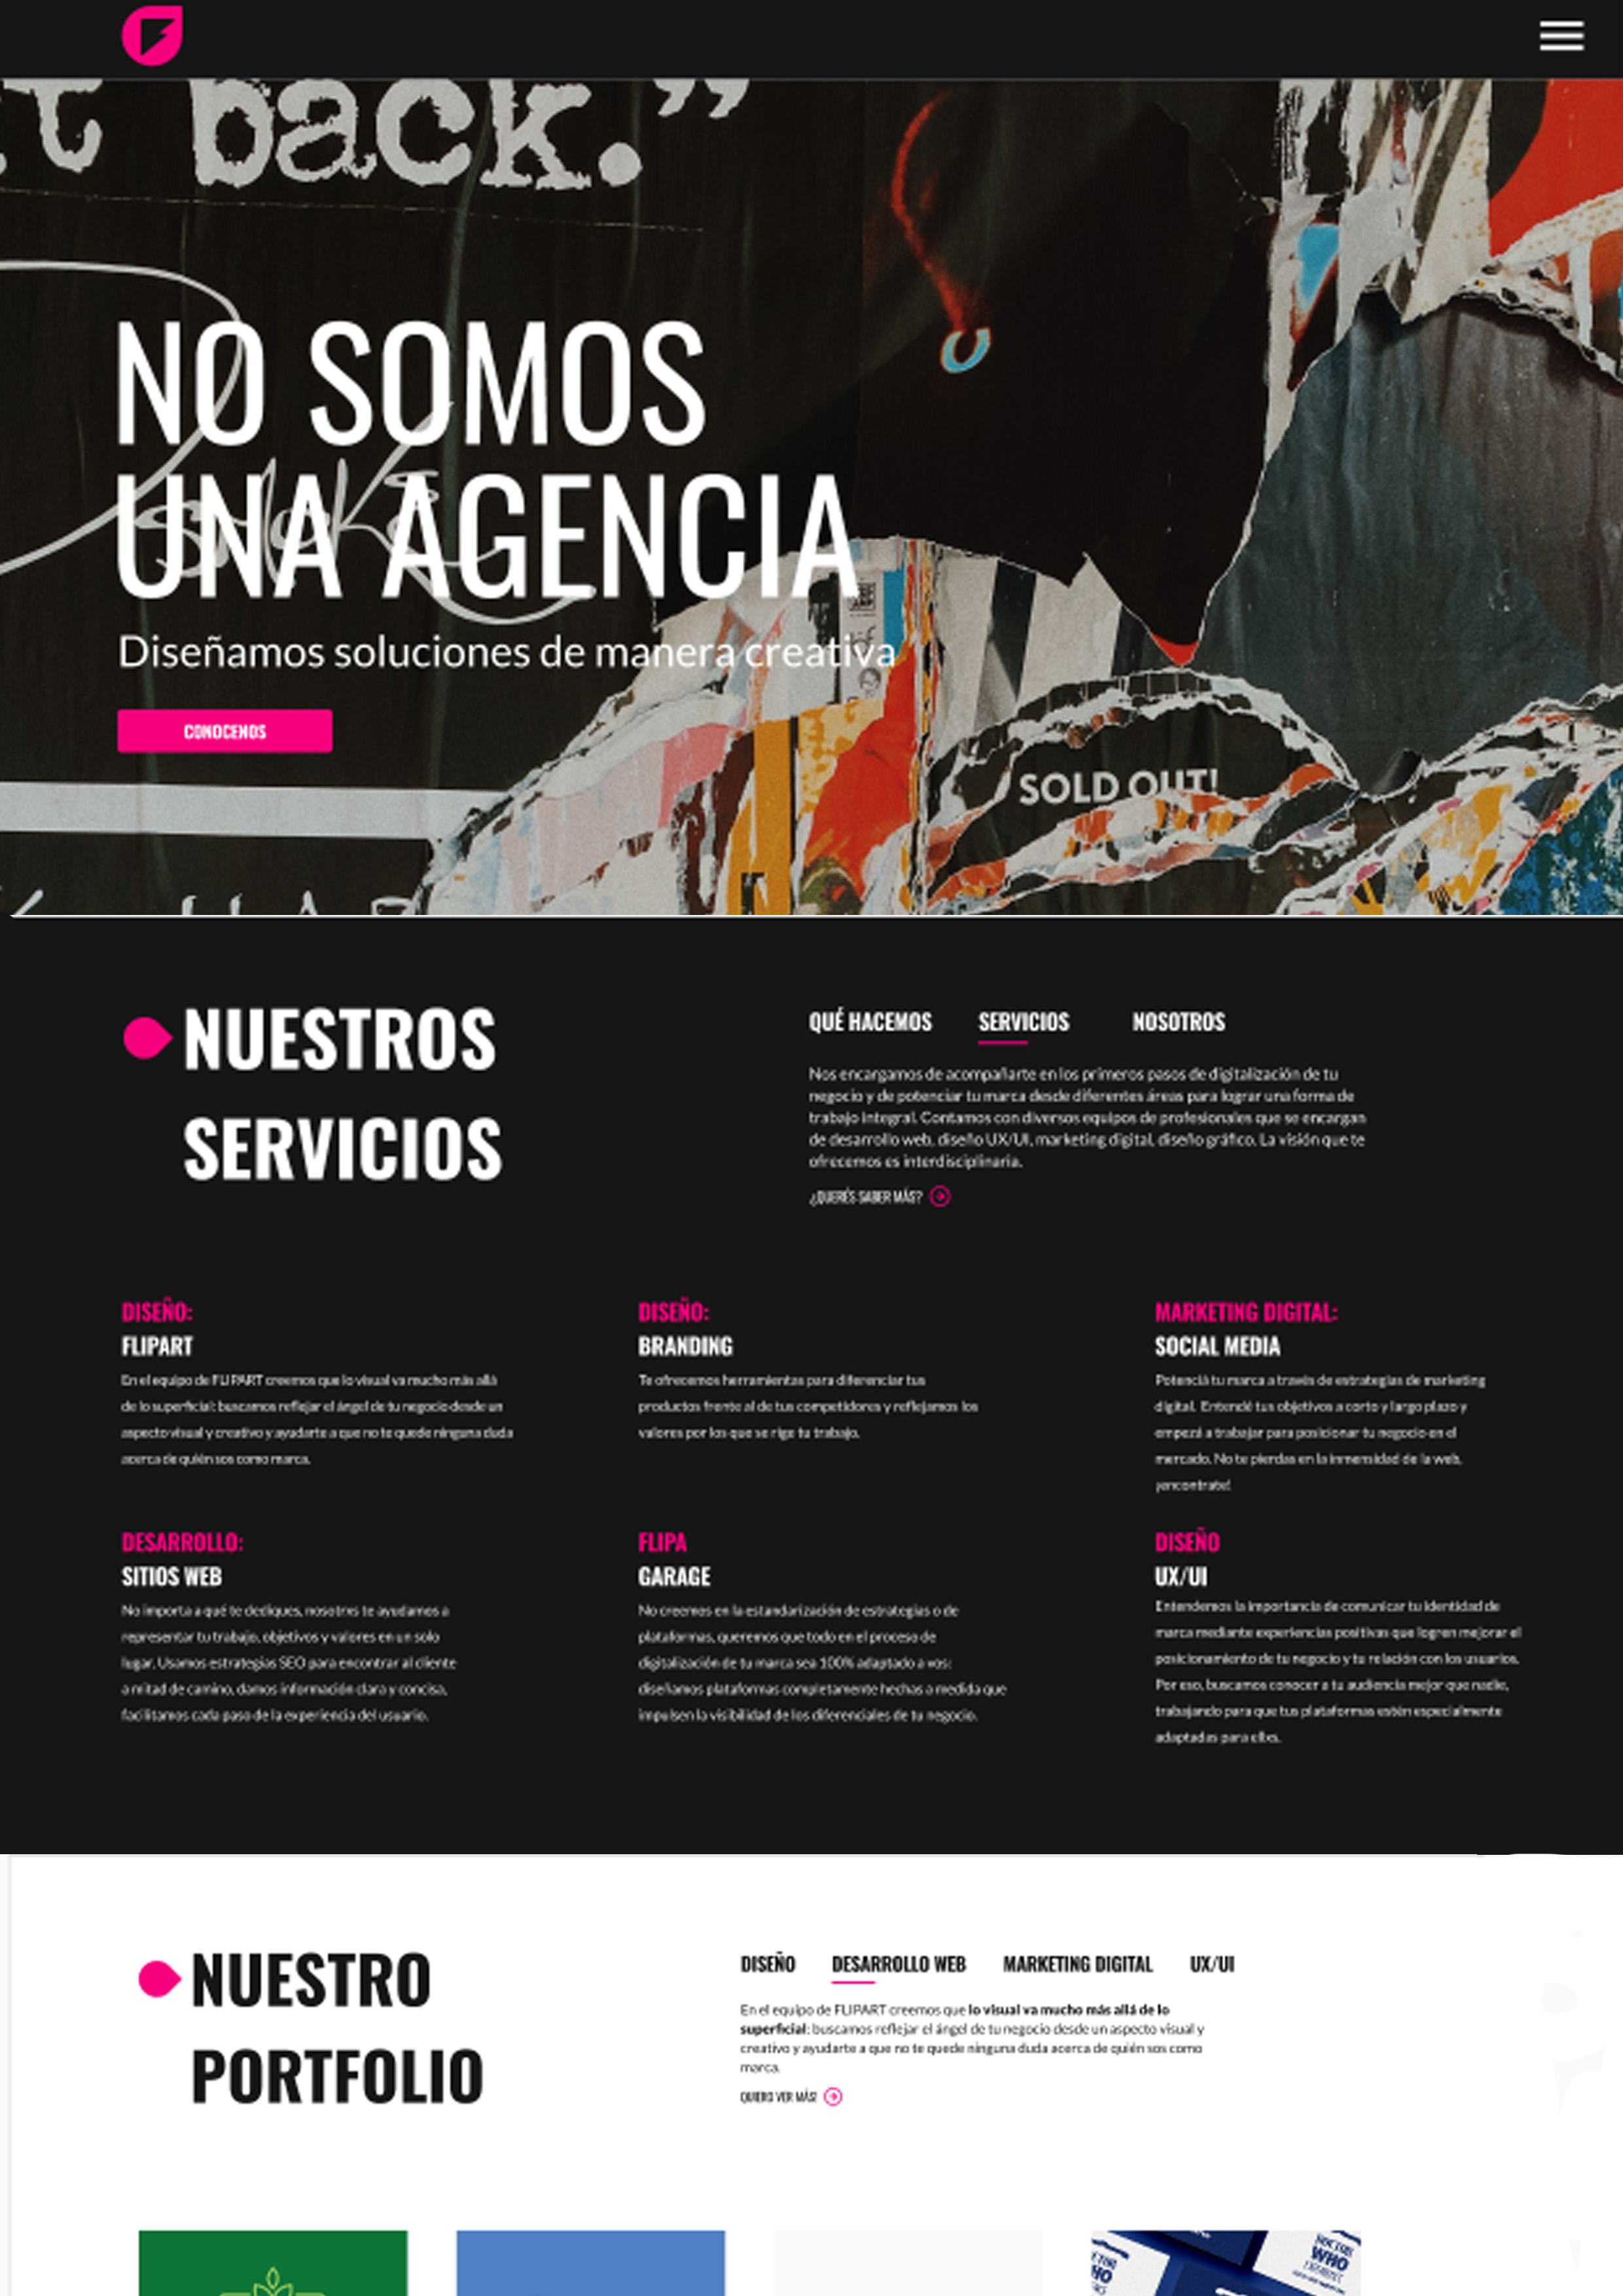 t back.”
NO SOMOS
UNA AGENCIA
Diseñamos soluciones de manera creativa
CONOCENOS
SOLD OUT!
NUESTROS
SERVICIOS
QUÉ HACEMOS SERVICIOS NOSOTROS
Nos encargamos de acompañarte en los primeros pasos de digitalización de tu
negocio y de potenciar tu marca desde diferentes áreas para lograr una forma de
trabajo integral. Contamos con diversos equipos de profesionales que se encargan
de desarrollo web, diseño UX/UI, marketing digital, diseño gráfico. La visión que te
ofrecemos es interdisciplinaria.
¿QUERÉS SABER MÁS?
DISEÑO:
FLIPART
En el equipo de FLIPART creemos que lo visual va mucho más allá
de lo superficial: buscamos reflejar el ángel de tu negocio desde un
aspecto visual y creativo y ayudarte a que no te quede ninguna duda
acerca de quién sos como marca.
DISEÑO:
BRANDING
Te ofrecemos herramientas para diferenciar tus
productos frente al de tus competidores y reflejamos los
valores por los que se rige tu trabajo.
MARKETING DIGITAL:
SOCIAL MEDIA
Potenciá tu marca a través de estrategias de marketing
digital. Entendé tus objetivos a corto y largo plazo y
empezá a trabajar para posicionar tu negocio en el
mercado. No te pierdas en la inmensidad de la web,
¡encontrate!
DESARROLLO:
SITIOS WEB
No importa a qué te dediques, nosotrxs te ayudamos a
representar tu trabajo, objetivos y valores en un solo
lugar. Usamos estrategias SEO para encontrar al cliente
a mitad de camino, damos información clara y concisa,
facilitamos cada paso de la experiencia del usuario.
FLIPA
GARAGE
No creemos en la estandarización de estrategias o de
plataformas, queremos que todo en el proceso de
digitalización de tu marca sea 100% adaptado a vos:
diseñamos plataformas completamente hechas a medida que
impulsen la visibilidad de los diferenciales de tu negocio.
DISEÑO
UX/UI
Entendemos la importancia de comunicar tu identidad de
marca mediante experiencias positivas que logren mejorar el
posicionamiento de tu negocio y tu relación con los usuarios.
Por eso, buscamos conocer a tu audiencia mejor que nadie,
trabajando para que tus plataformas estén especialmente
adaptadas para ellxs.
NUESTRO
PORTFOLIO
DISEÑO DESARROLLO WEB MARKETING DIGITAL UX/UI
En el equipo de FLIPART creemos que lo visual va mucho más allá de lo
superficial: buscamos reflejar el ángel de tu negocio desde un aspecto visual y
creativo y ayudarte a que no te quede ninguna duda acerca de quién sos como
marca.
QUIERO VER MÁS!
WHO